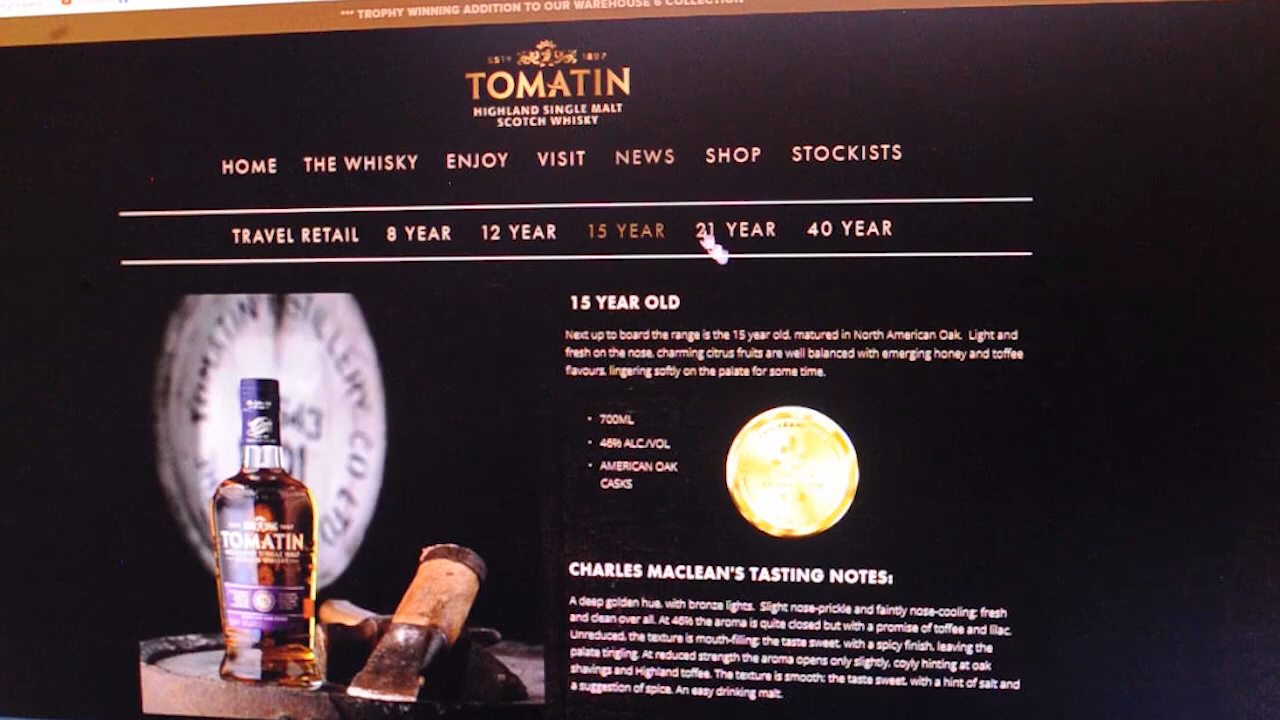 *** TROPHY WINNING ADDITION TO OUR WAREHOUSE 6 COLLECTION
ESTD 1897
TOMATIN
HIGHLAND SINGLE MALT
SCOTCH WHISKY
HOME THE WHISKY ENJOY VISIT NEWS SHOP STOCKISTS
TRAVEL RETAIL 8 YEAR 12 YEAR 15 YEAR 21 YEAR 40 YEAR
15 YEAR OLD
Next up to board the range is the 15 year old, matured in North American Oak. Light and
fresh on the nose, charming citrus fruits are well balanced with emerging honey and toffee
flavours, lingering softly on the palate for some time.
• 700ML
• 46% ALC/VOL
• AMERICAN OAK
CASKS
TOMATIN
HIGHLAND SINGLE MALT
CHARLES MACLEAN'S TASTING NOTES:
A deep golden hue, with bronze lights. Slight nose-prickle and faintly nose-cooling; fresh
and clean over all. At 46% the aroma is quite closed but with a promise of toffee and lilac.
Unreduced, the texture is mouth-filling; the taste sweet, with a spicy finish, leaving the
palate tingling. At reduced strength the aroma opens only slightly, coyly hinting at oak
shavings and Highland toffee. The texture is smooth; the taste sweet, with a hint of salt and
a suggestion of spice. An easy drinking malt.